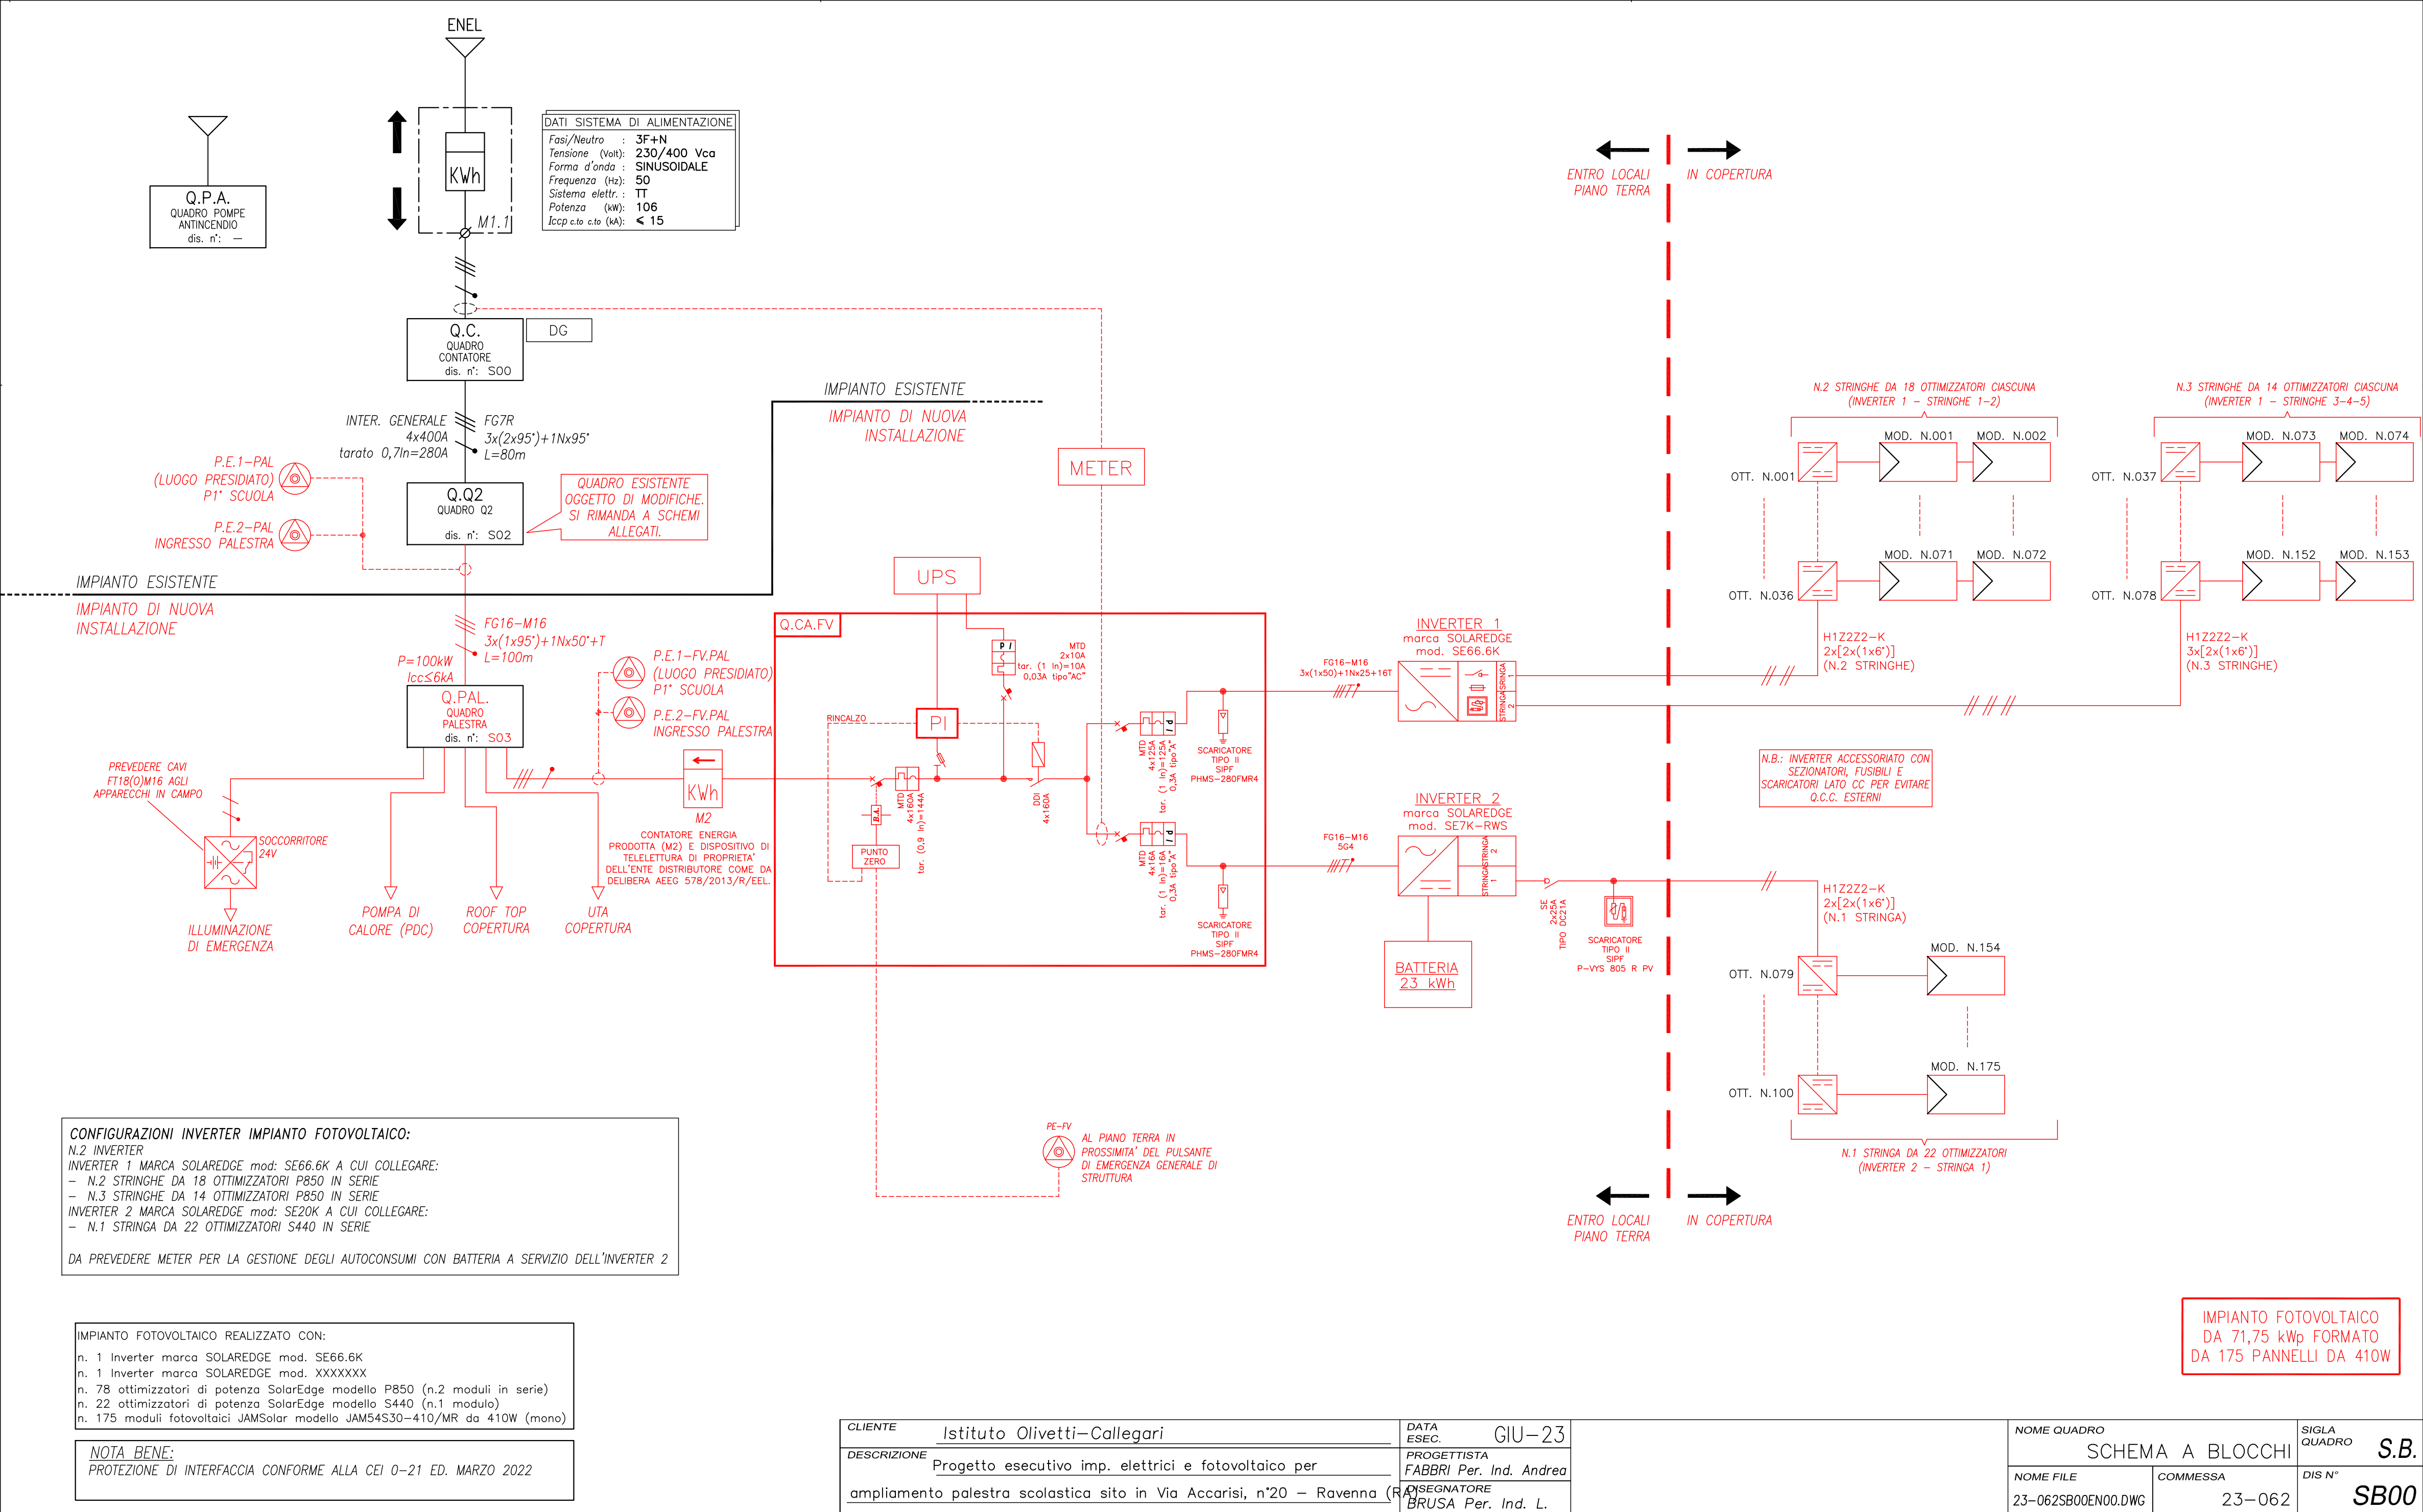 ENEL
KWh
M1.1
DATI SISTEMA DI ALIMENTAZIONE
Fasi/Neutro : 3F+N
Tensione (Volt): 230/400 Vca
Forma d'onda : SINUSOIDALE
Frequenza (Hz): 50
Sistema elettr. : TT
Potenza (kW): 106
Iccp c.to c.to (kA): ≤ 15
Q.P.A.
QUADRO POMPE
ANTINCENDIO
dis. n°: —
Q.C.
QUADRO
CONTATORE
dis. n°: S00
DG
INTER. GENERALE
4x400A
tarato 0,7In=280A
FG7R
3x(2x95°)+1Nx95°
L=80m
P.E.1-PAL
(LUOGO PRESIDIATO)
P1° SCUOLA
P.E.2-PAL
INGRESSO PALESTRA
Q.Q2
QUADRO Q2
dis. n°: S02
QUADRO ESISTENTE
OGGETTO DI MODIFICHE.
SI RIMANDA A SCHEMI
ALLEGATI.
IMPIANTO ESISTENTE
IMPIANTO DI NUOVA
INSTALLAZIONE
IMPIANTO ESISTENTE
IMPIANTO DI NUOVA
INSTALLAZIONE
FG16-M16
3x(1x95°)+1Nx50°+T
L=100m
P=100kW
Icc≤6kA
Q.PAL.
QUADRO
PALESTRA
dis. n°: S03
P.E.1-FV.PAL
(LUOGO PRESIDIATO)
P1° SCUOLA
P.E.2-FV.PAL
INGRESSO PALESTRA
PREVEDERE CAVI
FT18(O)M16 AGLI
APPARECCHI IN CAMPO
SOCCORRITORE
24V
ILLUMINAZIONE
DI EMERGENZA
POMPA DI
CALORE (PDC)
ROOF TOP
COPERTURA
UTA
COPERTURA
KWh
M2
CONTATORE ENERGIA
PRODOTTA (M2) E DISPOSITIVO DI
TELELETTURA DI PROPRIETA'
DELL'ENTE DISTRIBUTORE COME DA
DELIBERA AEEG 578/2013/R/EEL.
METER
UPS
Q.CA.FV
RINCALZO
PI
P I
MTD
2x10A
tar. (1 In)=10A
0,03A tipo"AC"
B.A.
PUNTO
ZERO
MTD
4x160A
tar. (0,9 In)=144A
DDI
4x160A
P I
MTD
4x125A
tar. (1 In)=125A
0,3A tipo"A"
P I
MTD
4x16A
tar. (1 In)=16A
0,3A tipo"A"
SCARICATORE
TIPO II
SIPF
PHMS-280FMR4
SCARICATORE
TIPO II
SIPF
PHMS-280FMR4
FG16-M16
3x(1x50)+1Nx25+16T
FG16-M16
5G4
INVERTER 1
marca SOLAREDGE
mod. SE66.6K
SRINGA 1
STRINGA 2
INVERTER 2
marca SOLAREDGE
mod. SE7K-RWS
STRINGA 2
STRINGA 1
BATTERIA
23 kWh
SE
2x25A
TIPO DC21A
SCARICATORE
TIPO II
SIPF
P-VYS 805 R PV
ENTRO LOCALI
PIANO TERRA
IN COPERTURA
N.2 STRINGHE DA 18 OTTIMIZZATORI CIASCUNA
(INVERTER 1 - STRINGHE 1-2)
MOD. N.001
MOD. N.002
OTT. N.001
MOD. N.071
MOD. N.072
OTT. N.036
H1Z2Z2-K
2x[2x(1x6°)]
(N.2 STRINGHE)
N.3 STRINGHE DA 14 OTTIMIZZATORI CIASCUNA
(INVERTER 1 - STRINGHE 3-4-5)
MOD. N.073
MOD. N.074
OTT. N.037
MOD. N.152
MOD. N.153
OTT. N.078
H1Z2Z2-K
3x[2x(1x6°)]
(N.3 STRINGHE)
N.B.: INVERTER ACCESSORIATO CON
SEZIONATORI, FUSIBILI E
SCARICATORI LATO CC PER EVITARE
Q.C.C. ESTERNI
H1Z2Z2-K
2x[2x(1x6°)]
(N.1 STRINGA)
MOD. N.154
OTT. N.079
MOD. N.175
OTT. N.100
N.1 STRINGA DA 22 OTTIMIZZATORI
(INVERTER 2 - STRINGA 1)
ENTRO LOCALI
PIANO TERRA
IN COPERTURA
PE-FV
AL PIANO TERRA IN
PROSSIMITA' DEL PULSANTE
DI EMERGENZA GENERALE DI
STRUTTURA
CONFIGURAZIONI INVERTER IMPIANTO FOTOVOLTAICO:
N.2 INVERTER
INVERTER 1 MARCA SOLAREDGE mod: SE66.6K A CUI COLLEGARE:
- N.2 STRINGHE DA 18 OTTIMIZZATORI P850 IN SERIE
- N.3 STRINGHE DA 14 OTTIMIZZATORI P850 IN SERIE
INVERTER 2 MARCA SOLAREDGE mod: SE20K A CUI COLLEGARE:
- N.1 STRINGA DA 22 OTTIMIZZATORI S440 IN SERIE
DA PREVEDERE METER PER LA GESTIONE DEGLI AUTOCONSUMI CON BATTERIA A SERVIZIO DELL'INVERTER 2
IMPIANTO FOTOVOLTAICO REALIZZATO CON:
n. 1 Inverter marca SOLAREDGE mod. SE66.6K
n. 1 Inverter marca SOLAREDGE mod. XXXXXXX
n. 78 ottimizzatori di potenza SolarEdge modello P850 (n.2 moduli in serie)
n. 22 ottimizzatori di potenza SolarEdge modello S440 (n.1 modulo)
n. 175 moduli fotovoltaici JAMSolar modello JAM54S30-410/MR da 410W (mono)
NOTA BENE:
PROTEZIONE DI INTERFACCIA CONFORME ALLA CEI 0-21 ED. MARZO 2022
IMPIANTO FOTOVOLTAICO
DA 71,75 kWp FORMATO
DA 175 PANNELLI DA 410W
CLIENTE Istituto Olivetti-Callegari
DESCRIZIONE Progetto esecutivo imp. elettrici e fotovoltaico per
ampliamento palestra scolastica sito in Via Accarisi, n°20 - Ravenna (RA)
DATA ESEC. GIU-23
PROGETTISTA
FABBRI Per. Ind. Andrea
DISEGNATORE
BRUSA Per. Ind. L.
NOME QUADRO
SCHEMA A BLOCCHI
SIGLA QUADRO S.B.
NOME FILE
23-062SB00EN00.DWG
COMMESSA
23-062
DIS N°
SB00